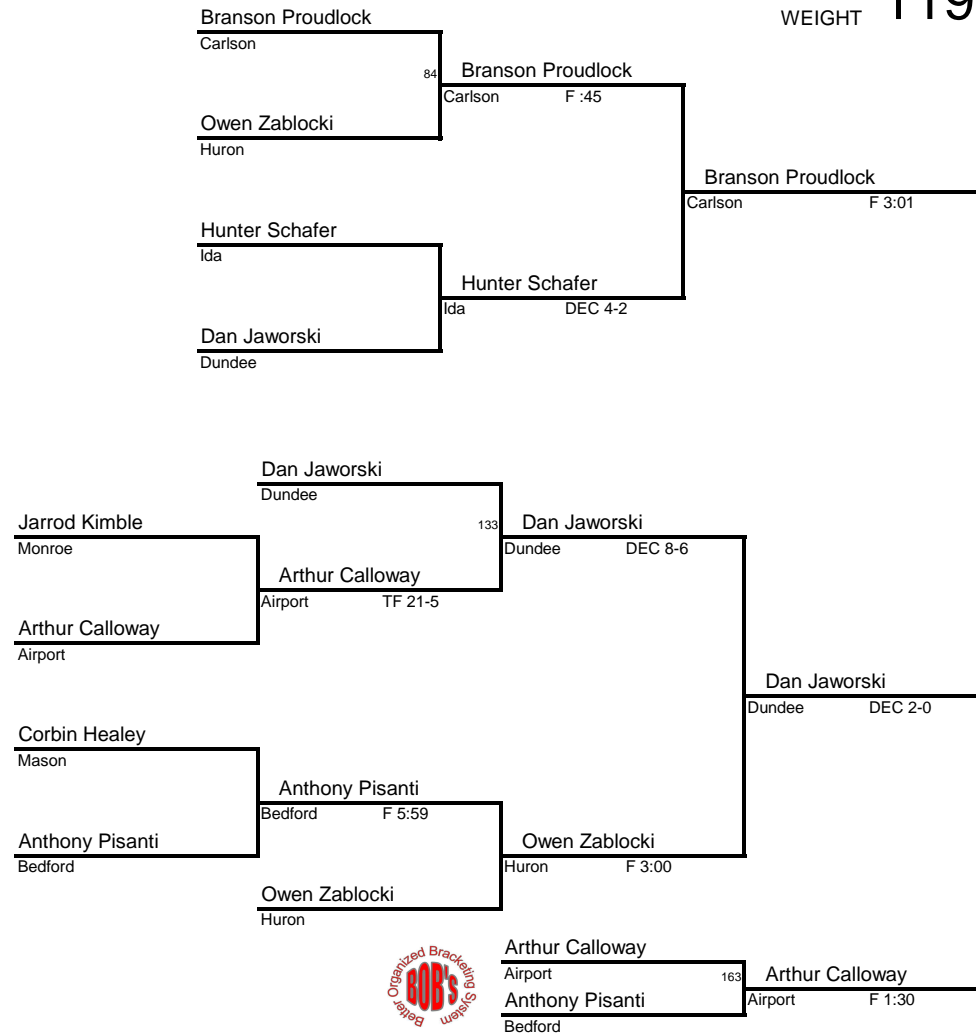 WEIGHT 119
Branson Proudlock
Carlson
84 Branson Proudlock
Carlson F :45
Owen Zablocki
Huron
Branson Proudlock
Carlson F 3:01
Hunter Schafer
Ida
Hunter Schafer
Ida DEC 4-2
Dan Jaworski
Dundee
Dan Jaworski
Dundee
Jarrod Kimble
Monroe
133 Dan Jaworski
Dundee DEC 8-6
Arthur Calloway
Airport TF 21-5
Arthur Calloway
Airport
Dan Jaworski
Dundee DEC 2-0
Corbin Healey
Mason
Anthony Pisanti
Bedford F 5:59
Anthony Pisanti
Bedford
Owen Zablocki
Huron F 3:00
Owen Zablocki
Huron
Better Organized Bracketing System
BOB's
Arthur Calloway
Airport
163 Arthur Calloway
Airport F 1:30
Anthony Pisanti
Bedford